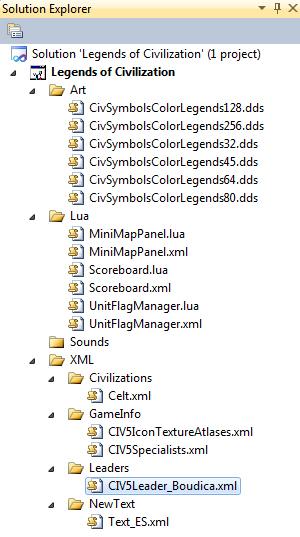 Solution Explorer
Solution 'Legends of Civilization' (1 project)
Legends of Civilization
Art
CivSymbolsColorLegends128.dds
CivSymbolsColorLegends256.dds
CivSymbolsColorLegends32.dds
CivSymbolsColorLegends45.dds
CivSymbolsColorLegends64.dds
CivSymbolsColorLegends80.dds
Lua
MiniMapPanel.lua
MiniMapPanel.xml
Scoreboard.lua
Scoreboard.xml
UnitFlagManager.lua
UnitFlagManager.xml
Sounds
XML
Civilizations
Celt.xml
GameInfo
CIV5IconTextureAtlases.xml
CIV5Specialists.xml
Leaders
CIV5Leader_Boudica.xml
NewText
Text_ES.xml